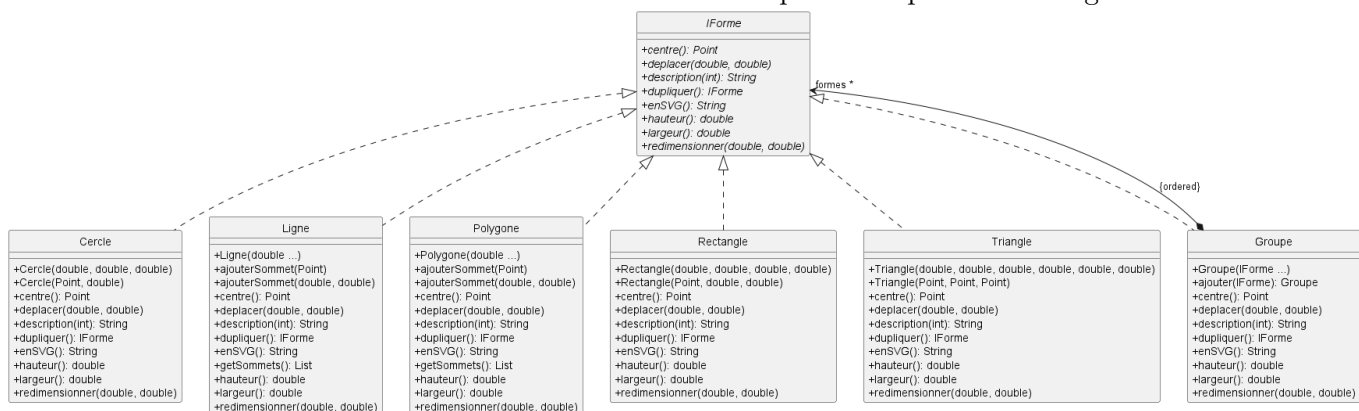 IForme
+centre(): Point
+deplacer(double, double)
+description(int): String
+dupliquer(): IForme
+enSVG(): String
+hauteur(): double
+largeur(): double
+redimensionner(double, double)
formes *
{ordered}
Cercle
+Cercle(double, double, double)
+Cercle(Point, double)
+centre(): Point
+deplacer(double, double)
+description(int): String
+dupliquer(): IForme
+enSVG(): String
+hauteur(): double
+largeur(): double
+redimensionner(double, double)
Ligne
+Ligne(double ...)
+ajouterSommet(Point)
+ajouterSommet(double, double)
+centre(): Point
+deplacer(double, double)
+description(int): String
+dupliquer(): IForme
+enSVG(): String
+getSommets(): List
+hauteur(): double
+largeur(): double
+redimensionner(double, double)
Polygone
+Polygone(double ...)
+ajouterSommet(Point)
+ajouterSommet(double, double)
+centre(): Point
+deplacer(double, double)
+description(int): String
+dupliquer(): IForme
+enSVG(): String
+getSommets(): List
+hauteur(): double
+largeur(): double
+redimensionner(double, double)
Rectangle
+Rectangle(double, double, double, double)
+Rectangle(Point, double, double)
+centre(): Point
+deplacer(double, double)
+description(int): String
+dupliquer(): IForme
+enSVG(): String
+hauteur(): double
+largeur(): double
+redimensionner(double, double)
Triangle
+Triangle(double, double, double, double, double, double)
+Triangle(Point, Point, Point)
+centre(): Point
+deplacer(double, double)
+description(int): String
+dupliquer(): IForme
+enSVG(): String
+hauteur(): double
+largeur(): double
+redimensionner(double, double)
Groupe
+Groupe(IForme ...)
+ajouter(IForme): Groupe
+centre(): Point
+deplacer(double, double)
+description(int): String
+dupliquer(): IForme
+enSVG(): String
+hauteur(): double
+largeur(): double
+redimensionner(double, double)